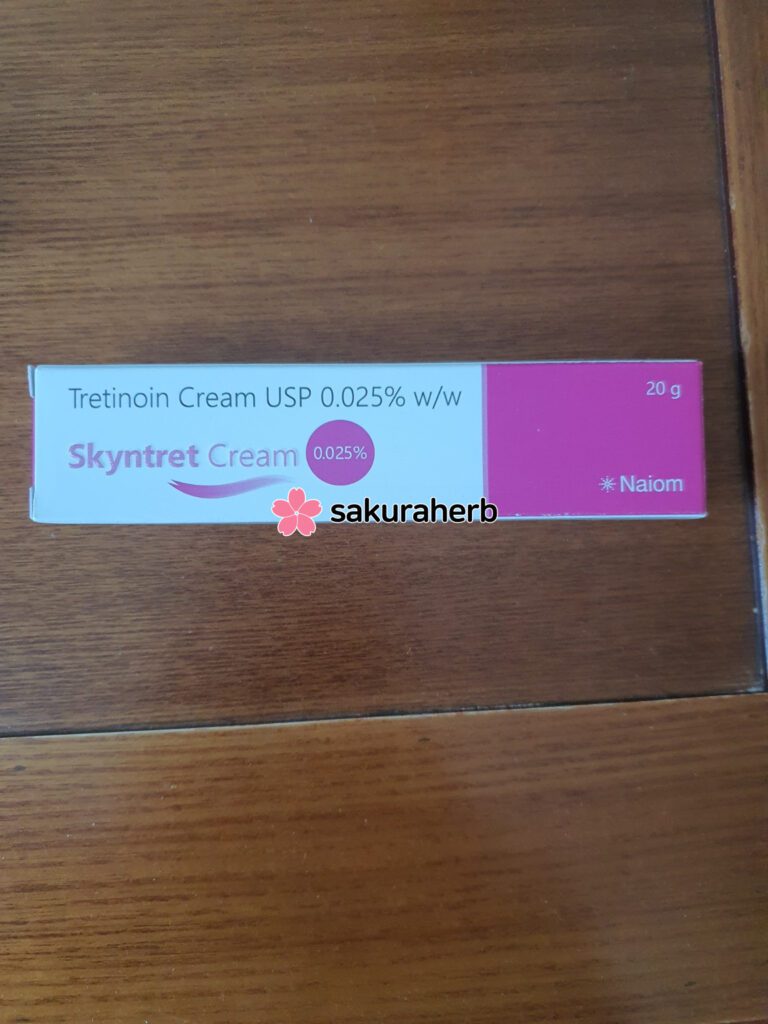 Tretinoin Cream USP 0.025% w/w
20 g
Skyntret Cream 0.025%
Naiom
sakuraherb